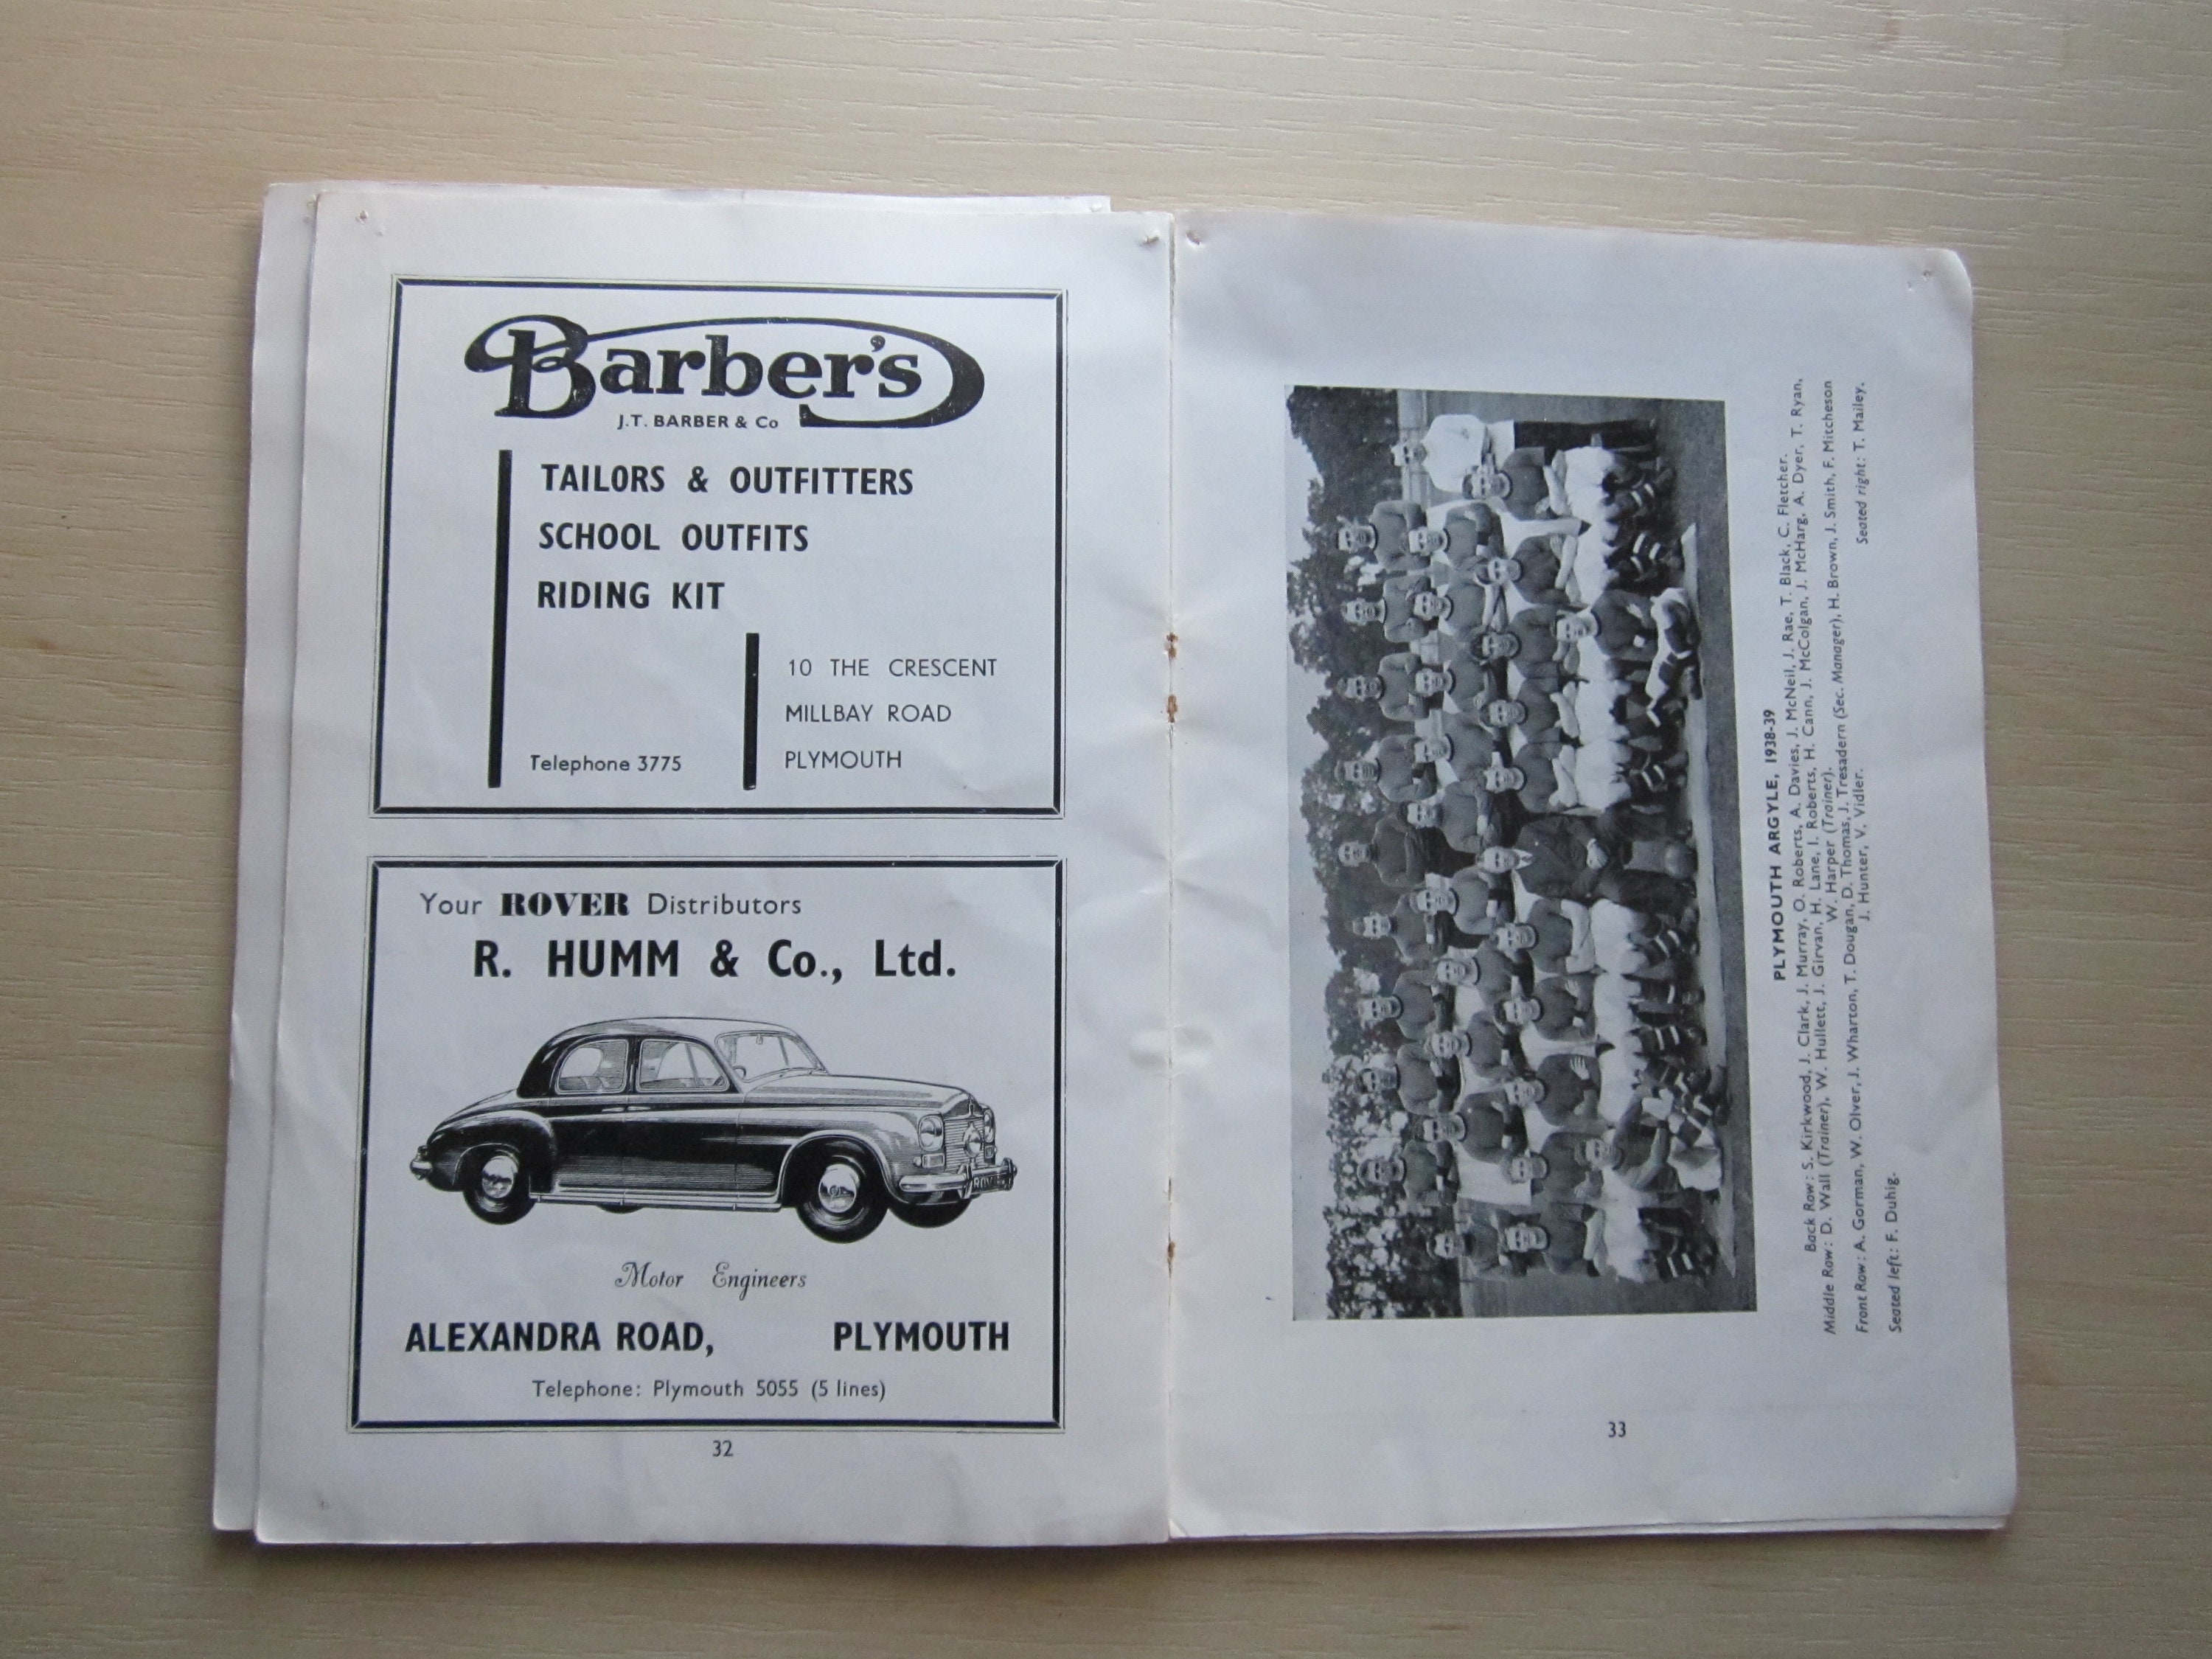 Barber's
J.T. BARBER & Co
TAILORS & OUTFITTERS
SCHOOL OUTFITS
RIDING KIT
10 THE CRESCENT
MILLBAY ROAD
Telephone 3775
PLYMOUTH
Your ROVER Distributors
R. HUMM & Co., Ltd.
Motor Engineers
ALEXANDRA ROAD, PLYMOUTH
Telephone: Plymouth 5055 (5 lines)
32
PLYMOUTH ARGYLE, 1938-39
Back Row: S. Kirkwood, J. Clark, J. Murray, O. Roberts, A. Davies, J. McNeil, J. Rae, T. Black, C. Fletcher.
Middle Row: D. Wall (Trainer), W. Hullett, J. Girvan, H. Lane, I. Roberts, H. Cann, J. McColgan, J. McHarg, A. Dyer, T. Ryan,
W. Harper (Trainer).
Front Row: A. Gorman, W. Olver, J. Wharton, T. Dougan, D. Thomas, J. Tresadern (Sec. Manager), H. Brown, J. Smith, F. Mitcheson
J. Hunter, V. Vidler.
Seated left: F. Duhig. Seated right: T. Mailey.
33